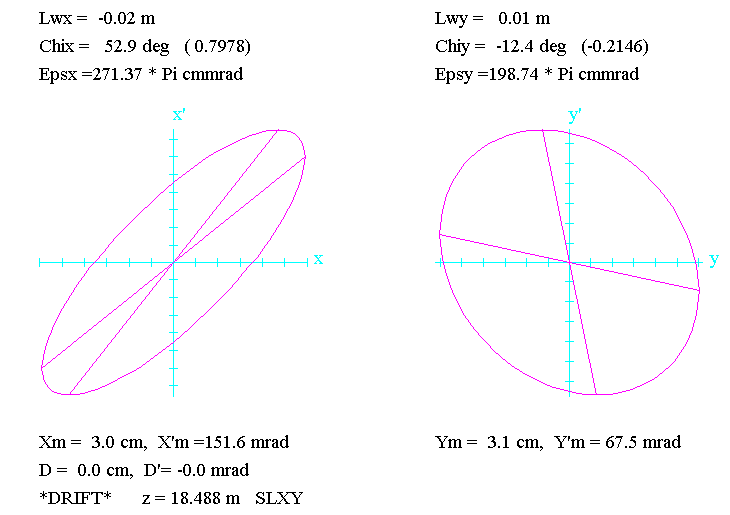 Lwx = -0.02 m
Chix = 52.9 deg (0.7978)
Epsx =271.37 * Pi cmmrad
Lwy = 0.01 m
Chiy = -12.4 deg (-0.2146)
Epsy =198.74 * Pi cmmrad
x'
x
y'
y
Xm = 3.0 cm, X'm =151.6 mrad
D = 0.0 cm, D'= -0.0 mrad
*DRIFT* z = 18.488 m SLXY
Ym = 3.1 cm, Y'm = 67.5 mrad